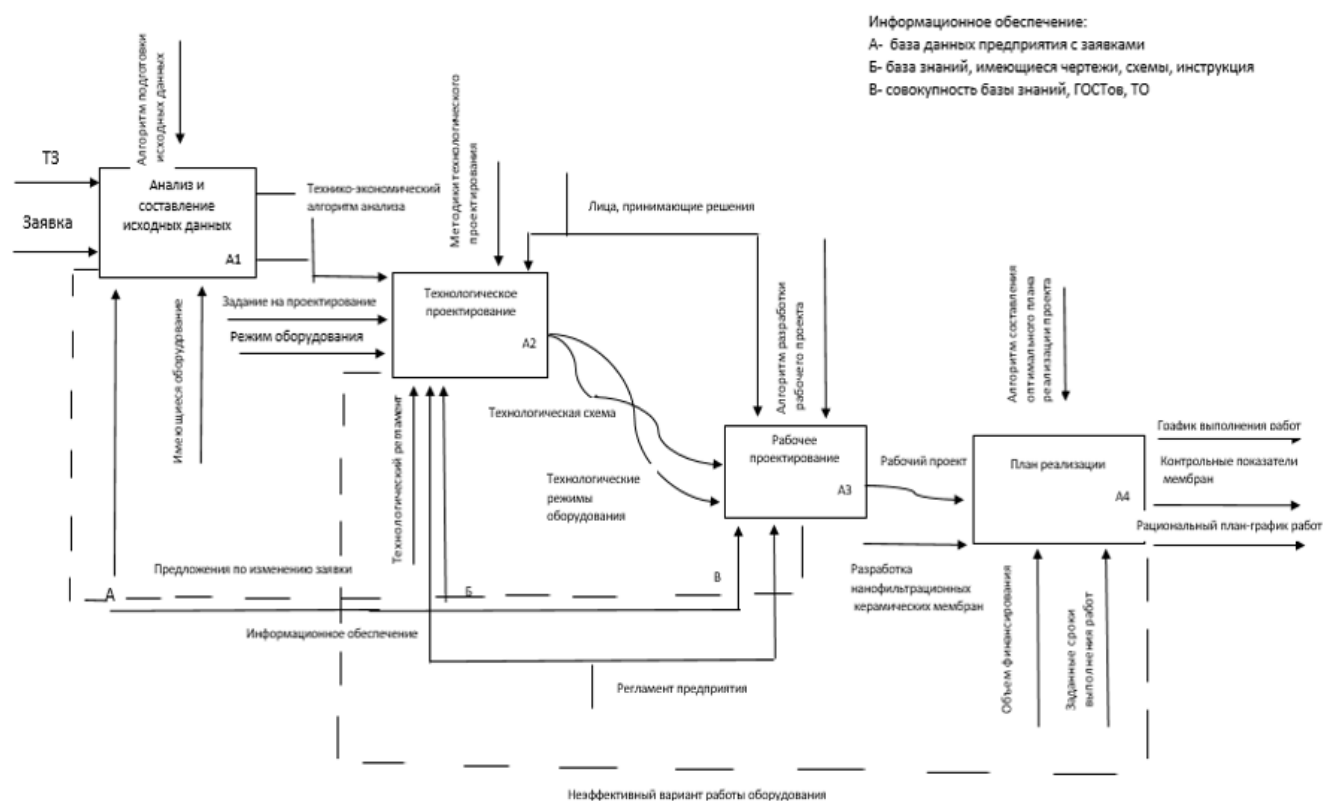 Информационное обеспечение:
А- база данных предприятия с заявками
Б- база знаний, имеющиеся чертежи, схемы, инструкция
В- совокупность базы знаний, ГОСТов, ТО
Алгоритм подготовки
исходных данных
ТЗ
Заявка
Анализ и
составление
исходных данных
А1
Технико-экономический
алгоритм анализа
Методики технологического
проектирования
Лица, принимающие решения
Имеющиеся оборудование
Задание на проектирование
Режим оборудования
Технологическое
проектирование
А2
Алгоритм разработки
рабочего проекта
Алгоритм составления
оптимального плана
реализации проекта
Технологическая схема
Технологический регламент
Технологические
режимы
оборудования
Рабочее
проектирование
А3
Рабочий проект
План реализации
А4
График выполнения работ
Контрольные показатели
мембран
Рациональный план-график работ
Предложения по изменению заявки
А
Б
В
Разработка
нанофильтрационных
керамических мембран
Информационное обеспечение
Регламент предприятия
Объем финансирования
Заданные сроки
выполнения работ
Неэффективный вариант работы оборудования